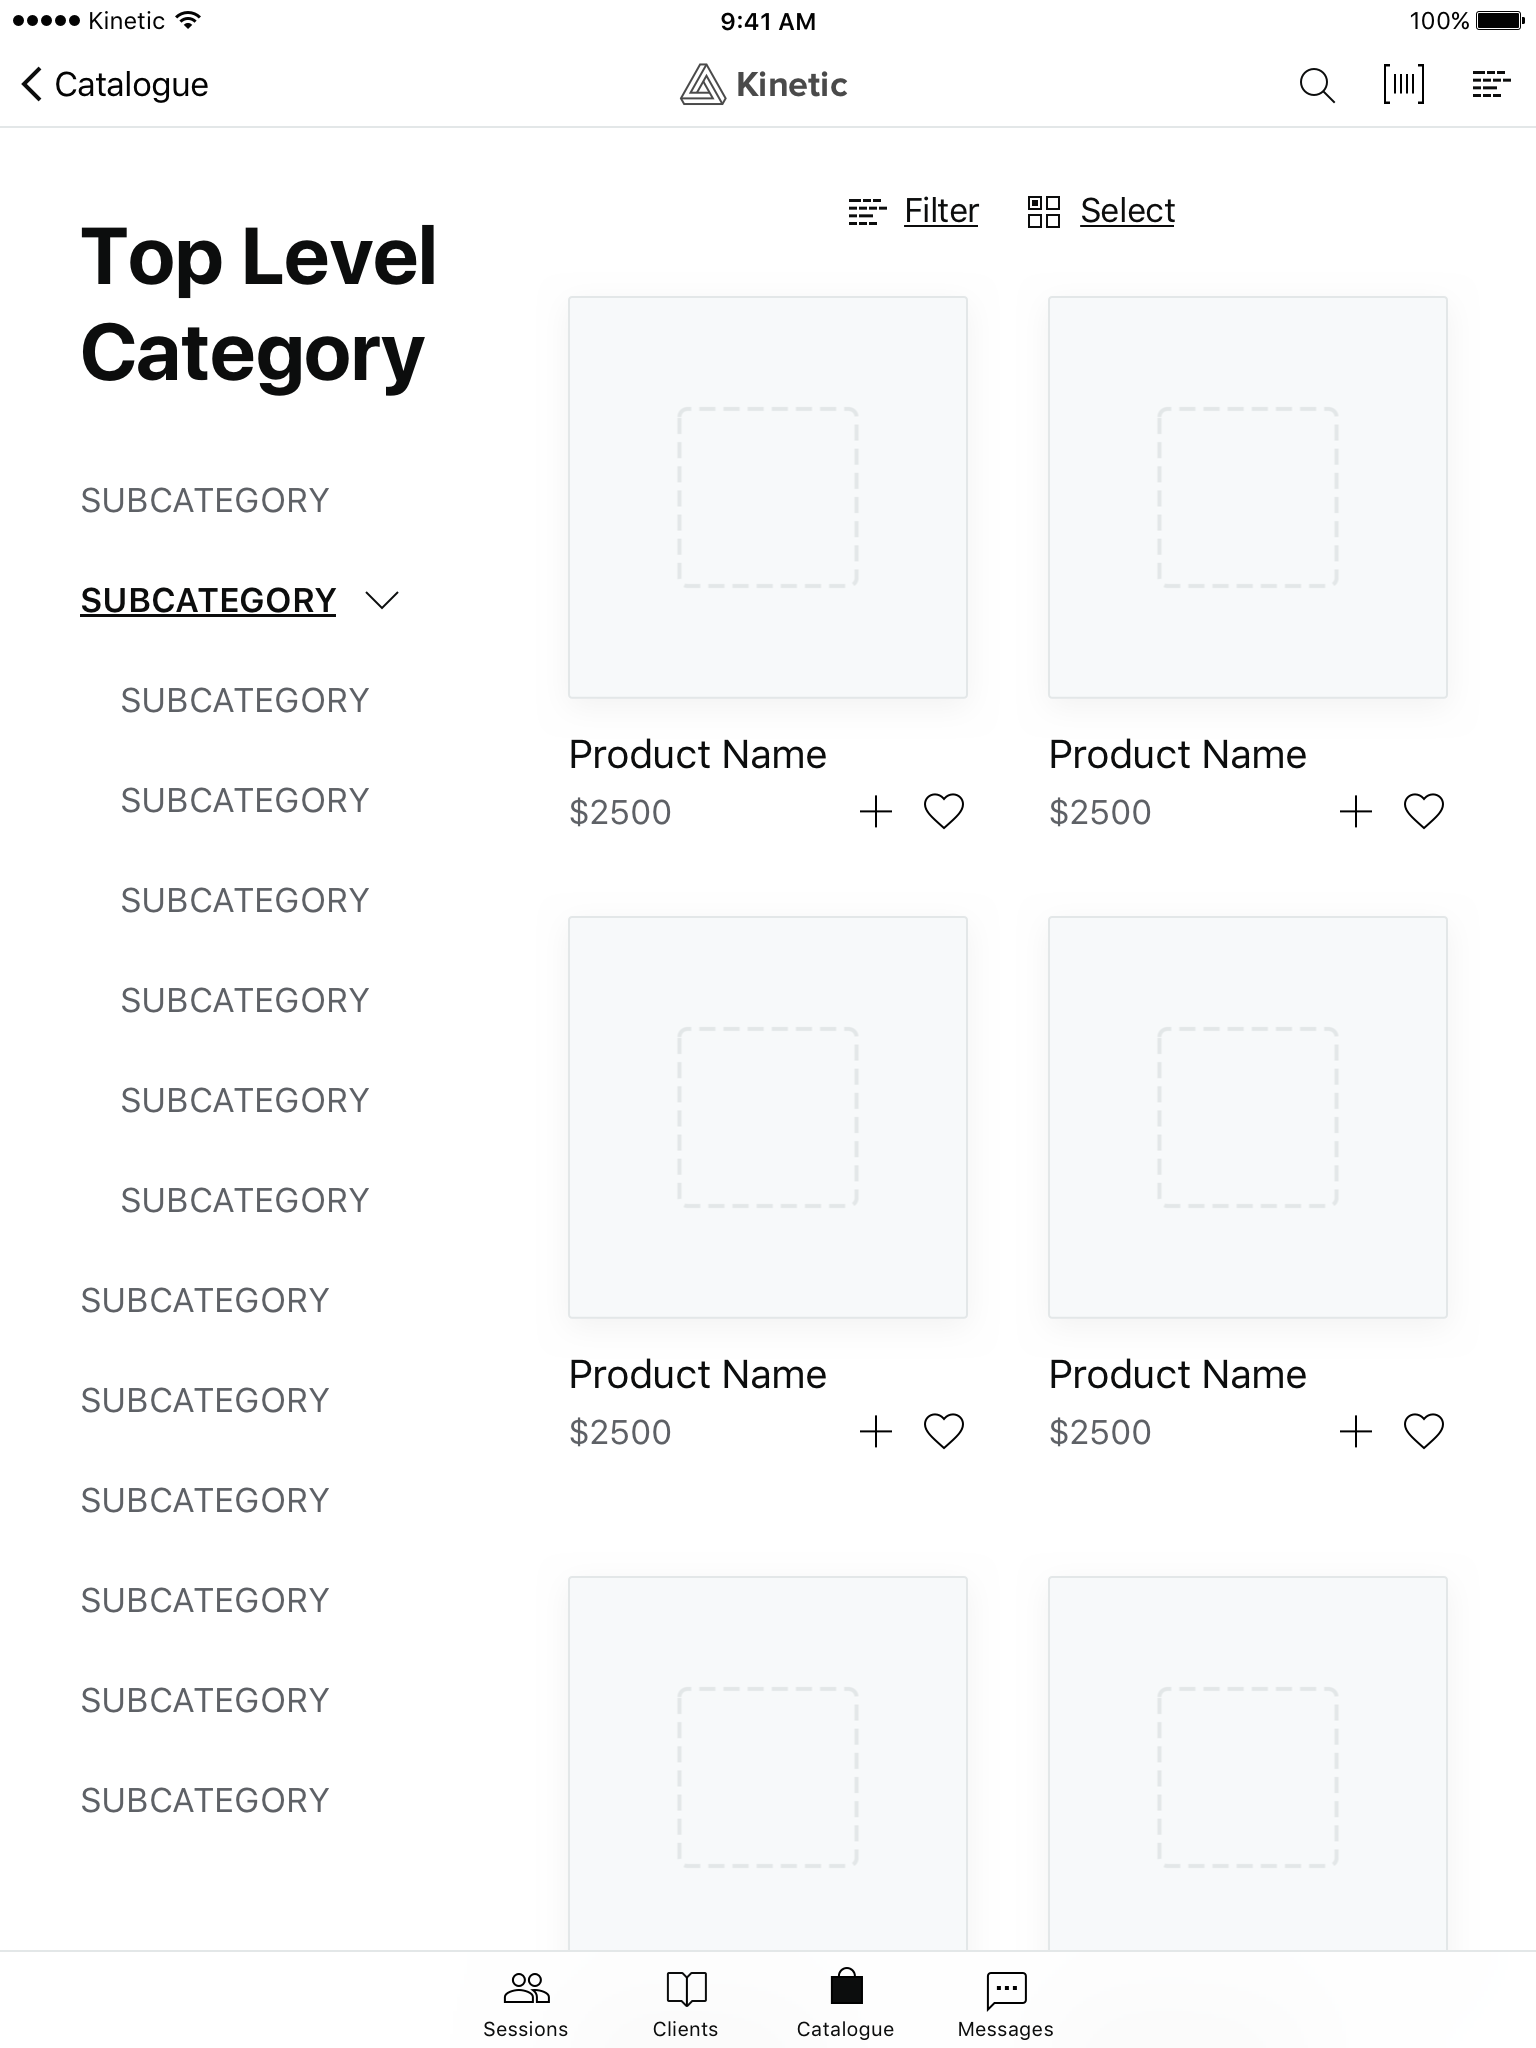 Kinetic
9:41 AM
100%
Catalogue
Kinetic
Top Level
Category
SUBCATEGORY
SUBCATEGORY
SUBCATEGORY
SUBCATEGORY
SUBCATEGORY
SUBCATEGORY
SUBCATEGORY
SUBCATEGORY
SUBCATEGORY
SUBCATEGORY
SUBCATEGORY
SUBCATEGORY
SUBCATEGORY
SUBCATEGORY
Filter
Select
Product Name
$2500
Product Name
$2500
Product Name
$2500
Product Name
$2500
Sessions
Clients
Catalogue
Messages